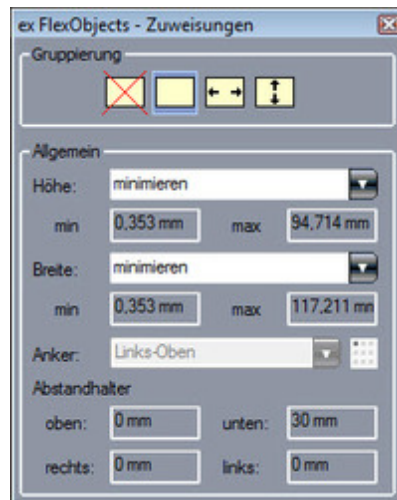 ex FlexObjects - Zuweisungen
Gruppierung
Allgemein
Höhe: minimieren
min 0,353 mm max 94,714 mm
Breite: minimieren
min 0,353 mm max 117,211 mm
Anker: Links-Oben
Abstandhalter
oben: 0 mm unten: 30 mm
rechts: 0 mm links: 0 mm